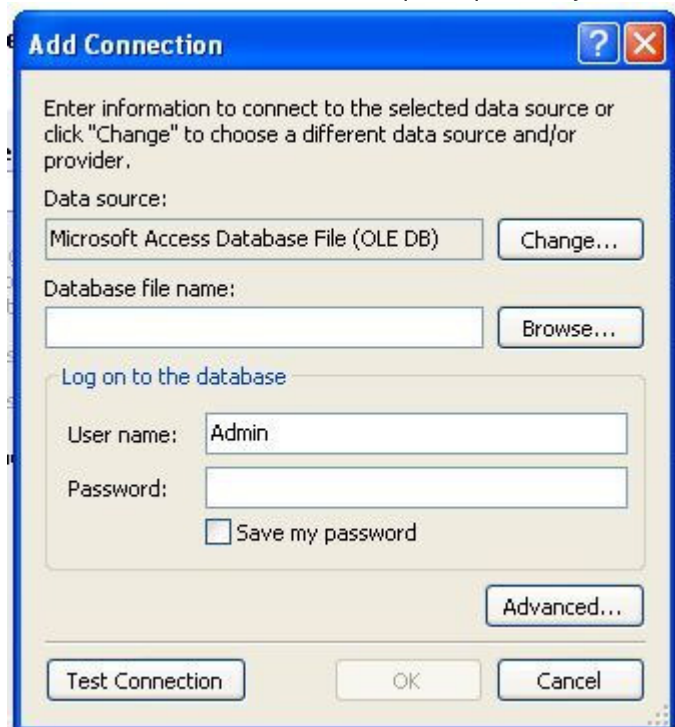 Add Connection
?
X
Enter information to connect to the selected data source or
click "Change" to choose a different data source and/or
provider.
Data source:
Microsoft Access Database File (OLE DB)
Change...
Database file name:
Browse...
Log on to the database
User name:
Admin
Password:
Save my password
Advanced...
Test Connection
OK
Cancel